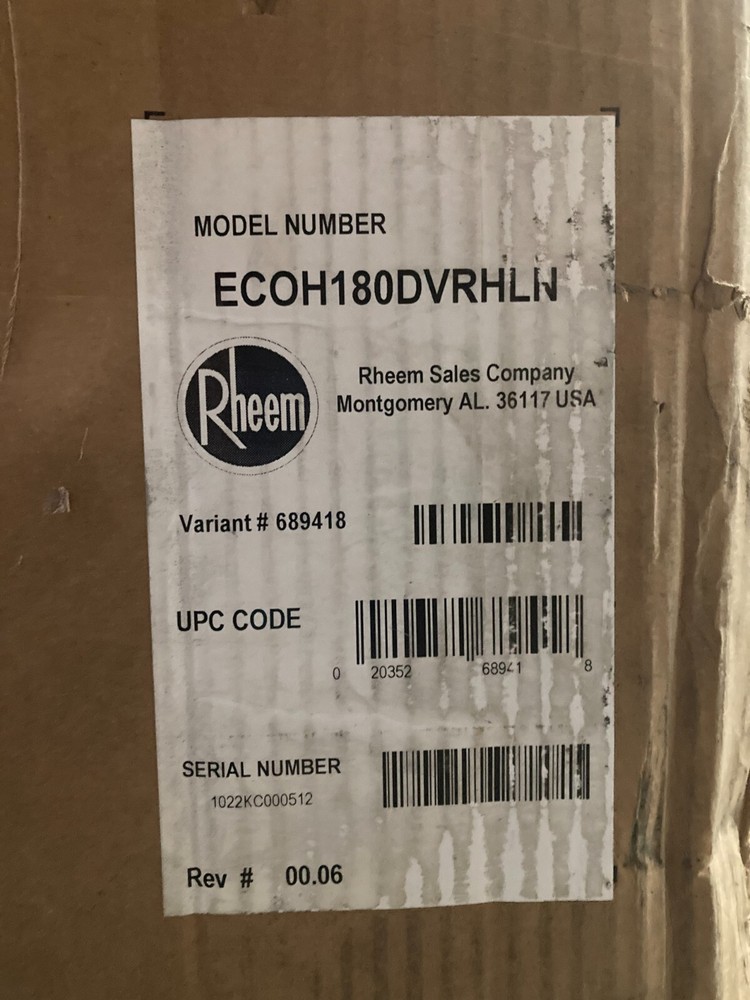 MODEL NUMBER
ECOH180DVRHLN
Rheem
Rheem Sales Company
Montgomery AL. 36117 USA
Variant # 689418
UPC CODE
0 20352 68941 8
SERIAL NUMBER
1022KC000512
Rev # 00.06